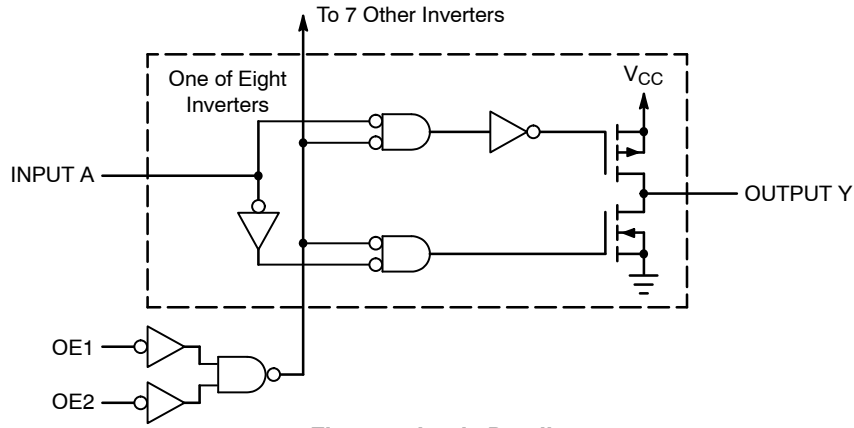 To 7 Other Inverters
One of Eight
Inverters
VCC
INPUT A
OUTPUT Y
OE1
OE2